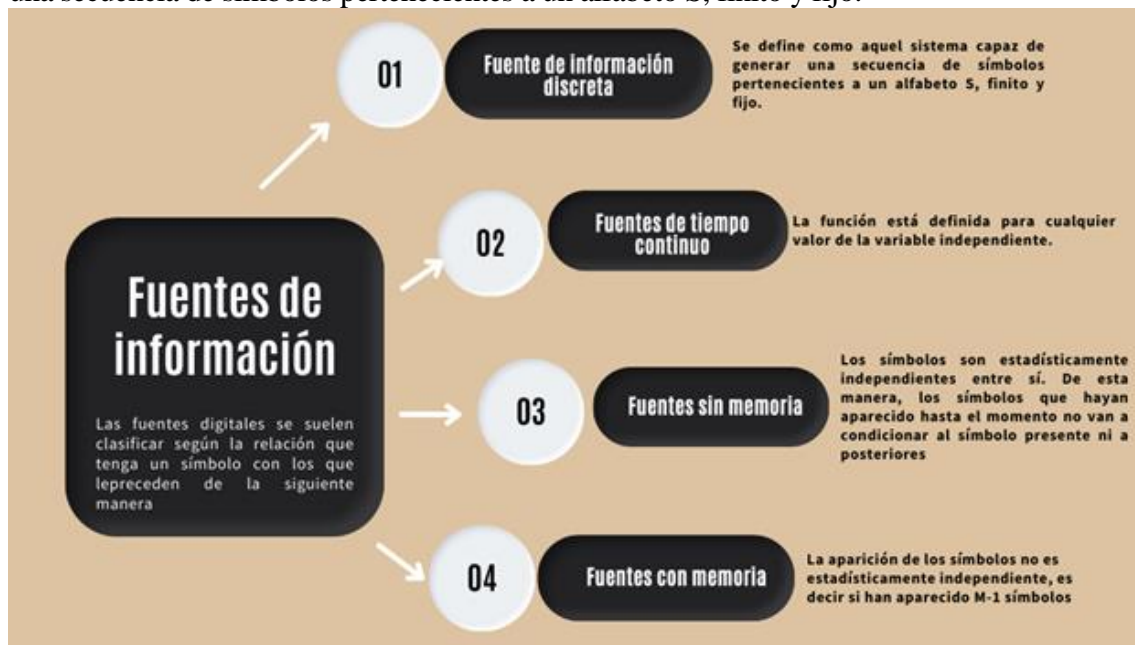 una secuencia de símbolos pertenecientes a un alfabeto S, finito y fijo.
01
Fuente de información
discreta
Se define como aquel sistema capaz de
generar una secuencia de símbolos
pertenecientes a un alfabeto S, finito y
fijo.
02
Fuentes de tiempo
continuo
La función está definida para cualquier
valor de la variable independiente.
Fuentes de
información
Las fuentes digitales se suelen
clasificar según la relación que
tenga un símbolo con los que
lepreceden de la siguiente
manera
03
Fuentes sin memoria
Los símbolos son estadísticamente
independientes entre sí. De esta
manera, los símbolos que hayan
aparecido hasta el momento no van a
condicionar al símbolo presente ni a
posteriores
04
Fuentes con memoria
La aparición de los símbolos no es
estadísticamente independiente, es
decir si han aparecido M-1 símbolos